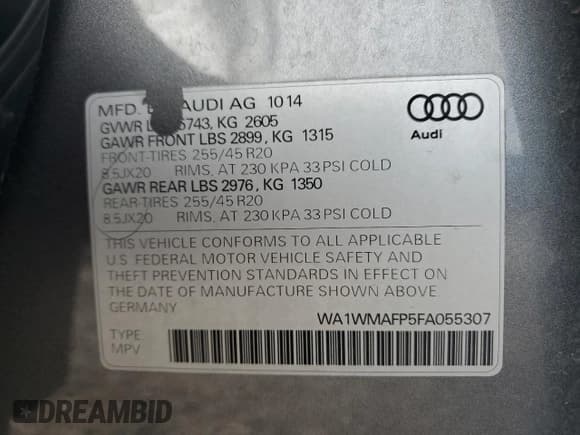 MFD. AUDI AG 10 14
GVWR 5743, KG 2605
GAWR FRONT LBS 2899, KG 1315
FRONT-TIRES 255/45 R20
8.5JX20 RIMS, AT 230 KPA 33 PSI COLD
GAWR REAR LBS 2976, KG 1350
REAR-TIRES 255/45 R20
8.5JX20 RIMS, AT 230 KPA 33 PSI COLD
Audi
THIS VEHICLE CONFORMS TO ALL APPLICABLE
U.S. FEDERAL MOTOR VEHICLE SAFETY AND
THEFT PREVENTION STANDARDS IN EFFECT ON
THE DATE OF MANUFACTURE SHOWN ABOVE
GERMANY
WA1WMAFP5FA055307
TYPE
MPV
DREAMBID